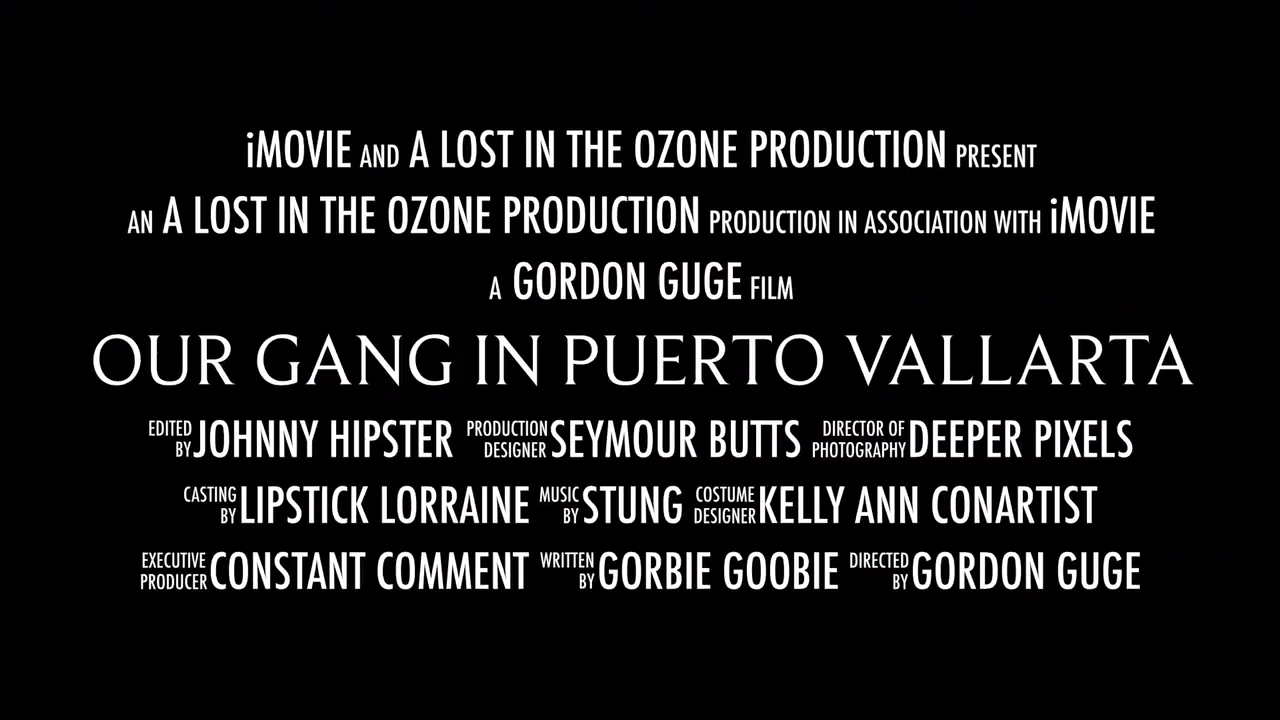 iMOVIE AND A LOST IN THE OZONE PRODUCTION PRESENT
AN A LOST IN THE OZONE PRODUCTION PRODUCTION IN ASSOCIATION WITH iMOVIE
A GORDON GUGE FILM
OUR GANG IN PUERTO VALLARTA
EDITED BY JOHNNY HIPSTER PRODUCTION DESIGNER SEYMOUR BUTTS DIRECTOR OF PHOTOGRAPHY DEEPER PIXELS
CASTING BY LIPSTICK LORRAINE MUSIC BY STUNG COSTUME DESIGNER KELLY ANN CONARTIST
EXECUTIVE PRODUCER CONSTANT COMMENT WRITTEN BY GORBIE GOOBIE DIRECTED BY GORDON GUGE